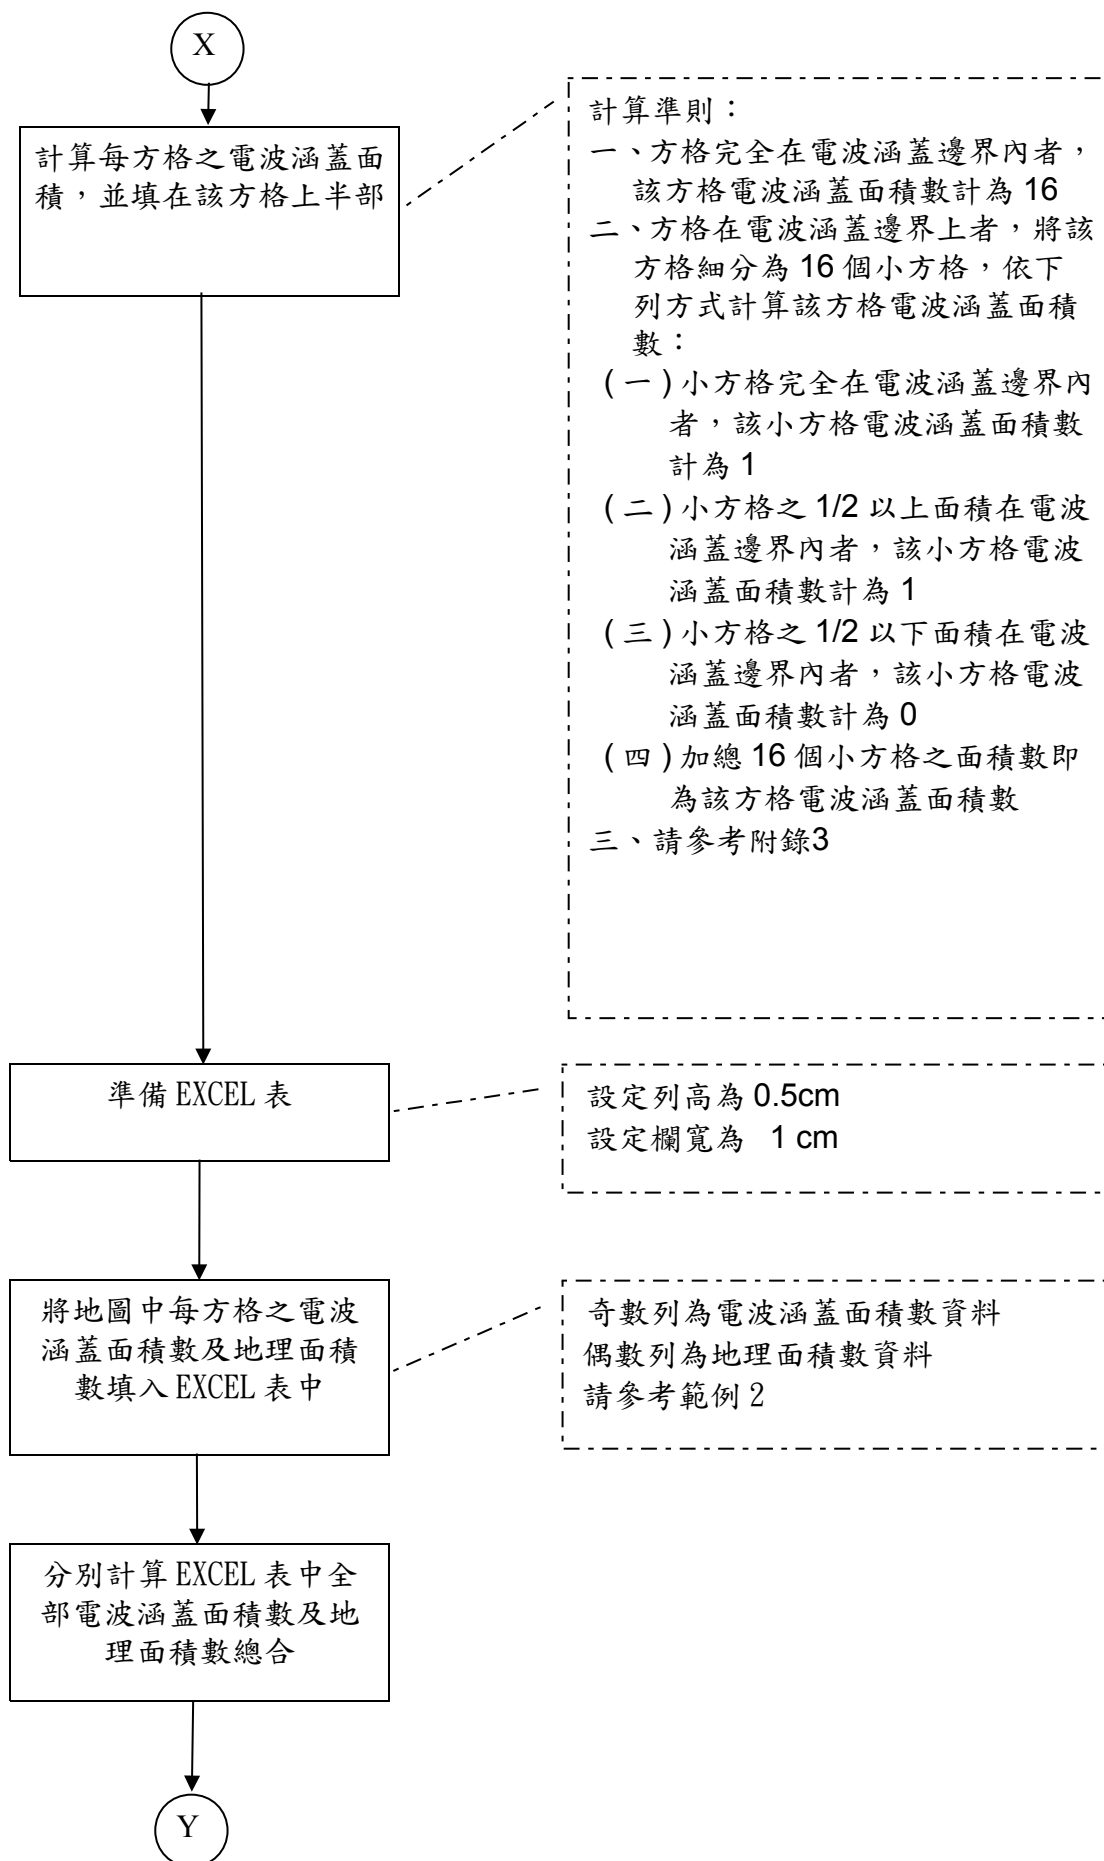 X
計算每方格之電波涵蓋面
積，並填在該方格上半部
計算準則：
一、方格完全在電波涵蓋邊界內者，
該方格電波涵蓋面積數計為 16
二、方格在電波涵蓋邊界上者，將該
方格細分為 16 個小方格，依下
列方式計算該方格電波涵蓋面積
數：
(一)小方格完全在電波涵蓋邊界內
者，該小方格電波涵蓋面積數
計為 1
(二)小方格之 1/2 以上面積在電波
涵蓋邊界內者，該小方格電波
涵蓋面積數計為 1
(三)小方格之 1/2 以下面積在電波
涵蓋邊界內者，該小方格電波
涵蓋面積數計為 0
(四)加總 16 個小方格之面積數即
為該方格電波涵蓋面積數
三、請參考附錄3
準備 EXCEL 表
設定列高為 0.5cm
設定欄寬為 1 cm
將地圖中每方格之電波
涵蓋面積數及地理面積
數填入 EXCEL 表中
奇數列為電波涵蓋面積數資料
偶數列為地理面積數資料
請參考範例 2
分別計算 EXCEL 表中全
部電波涵蓋面積數及地
理面積數總合
Y